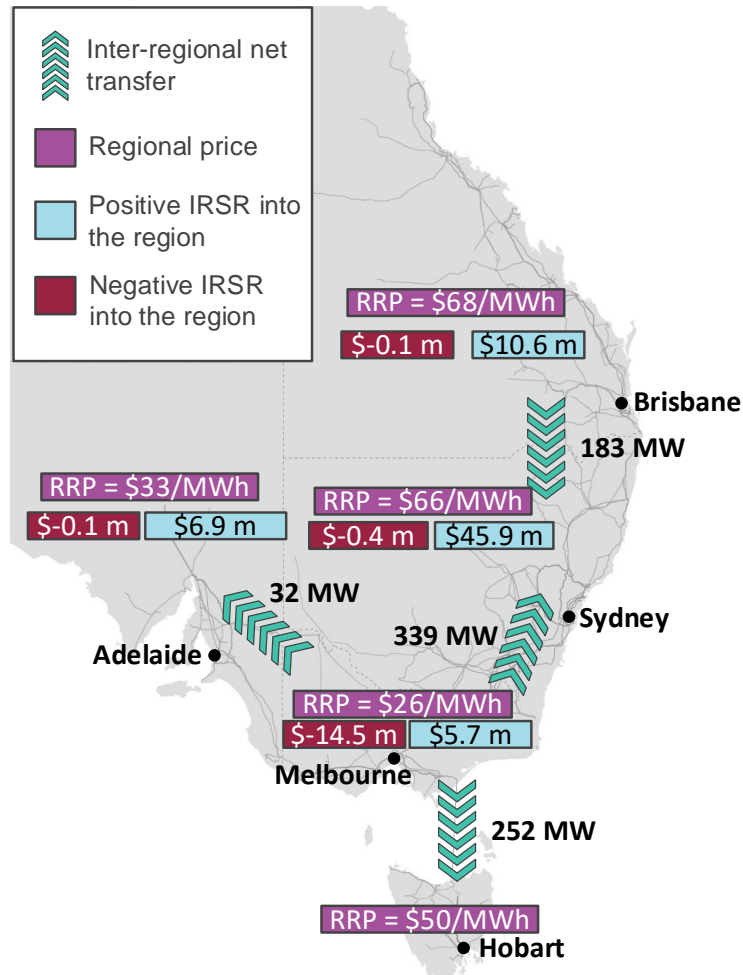 Inter-regional net
transfer
Regional price
Positive IRSR into
the region
Negative IRSR
into the region
RRP = $68/MWh
$-0.1 m
$10.6 m
Brisbane
183 MW
RRP = $33/MWh
$-0.1 m
$6.9 m
RRP = $66/MWh
$-0.4 m
$45.9 m
32 MW
339 MW
Sydney
Adelaide
RRP = $26/MWh
$-14.5 m
$5.7 m
Melbourne
252 MW
RRP = $50/MWh
Hobart